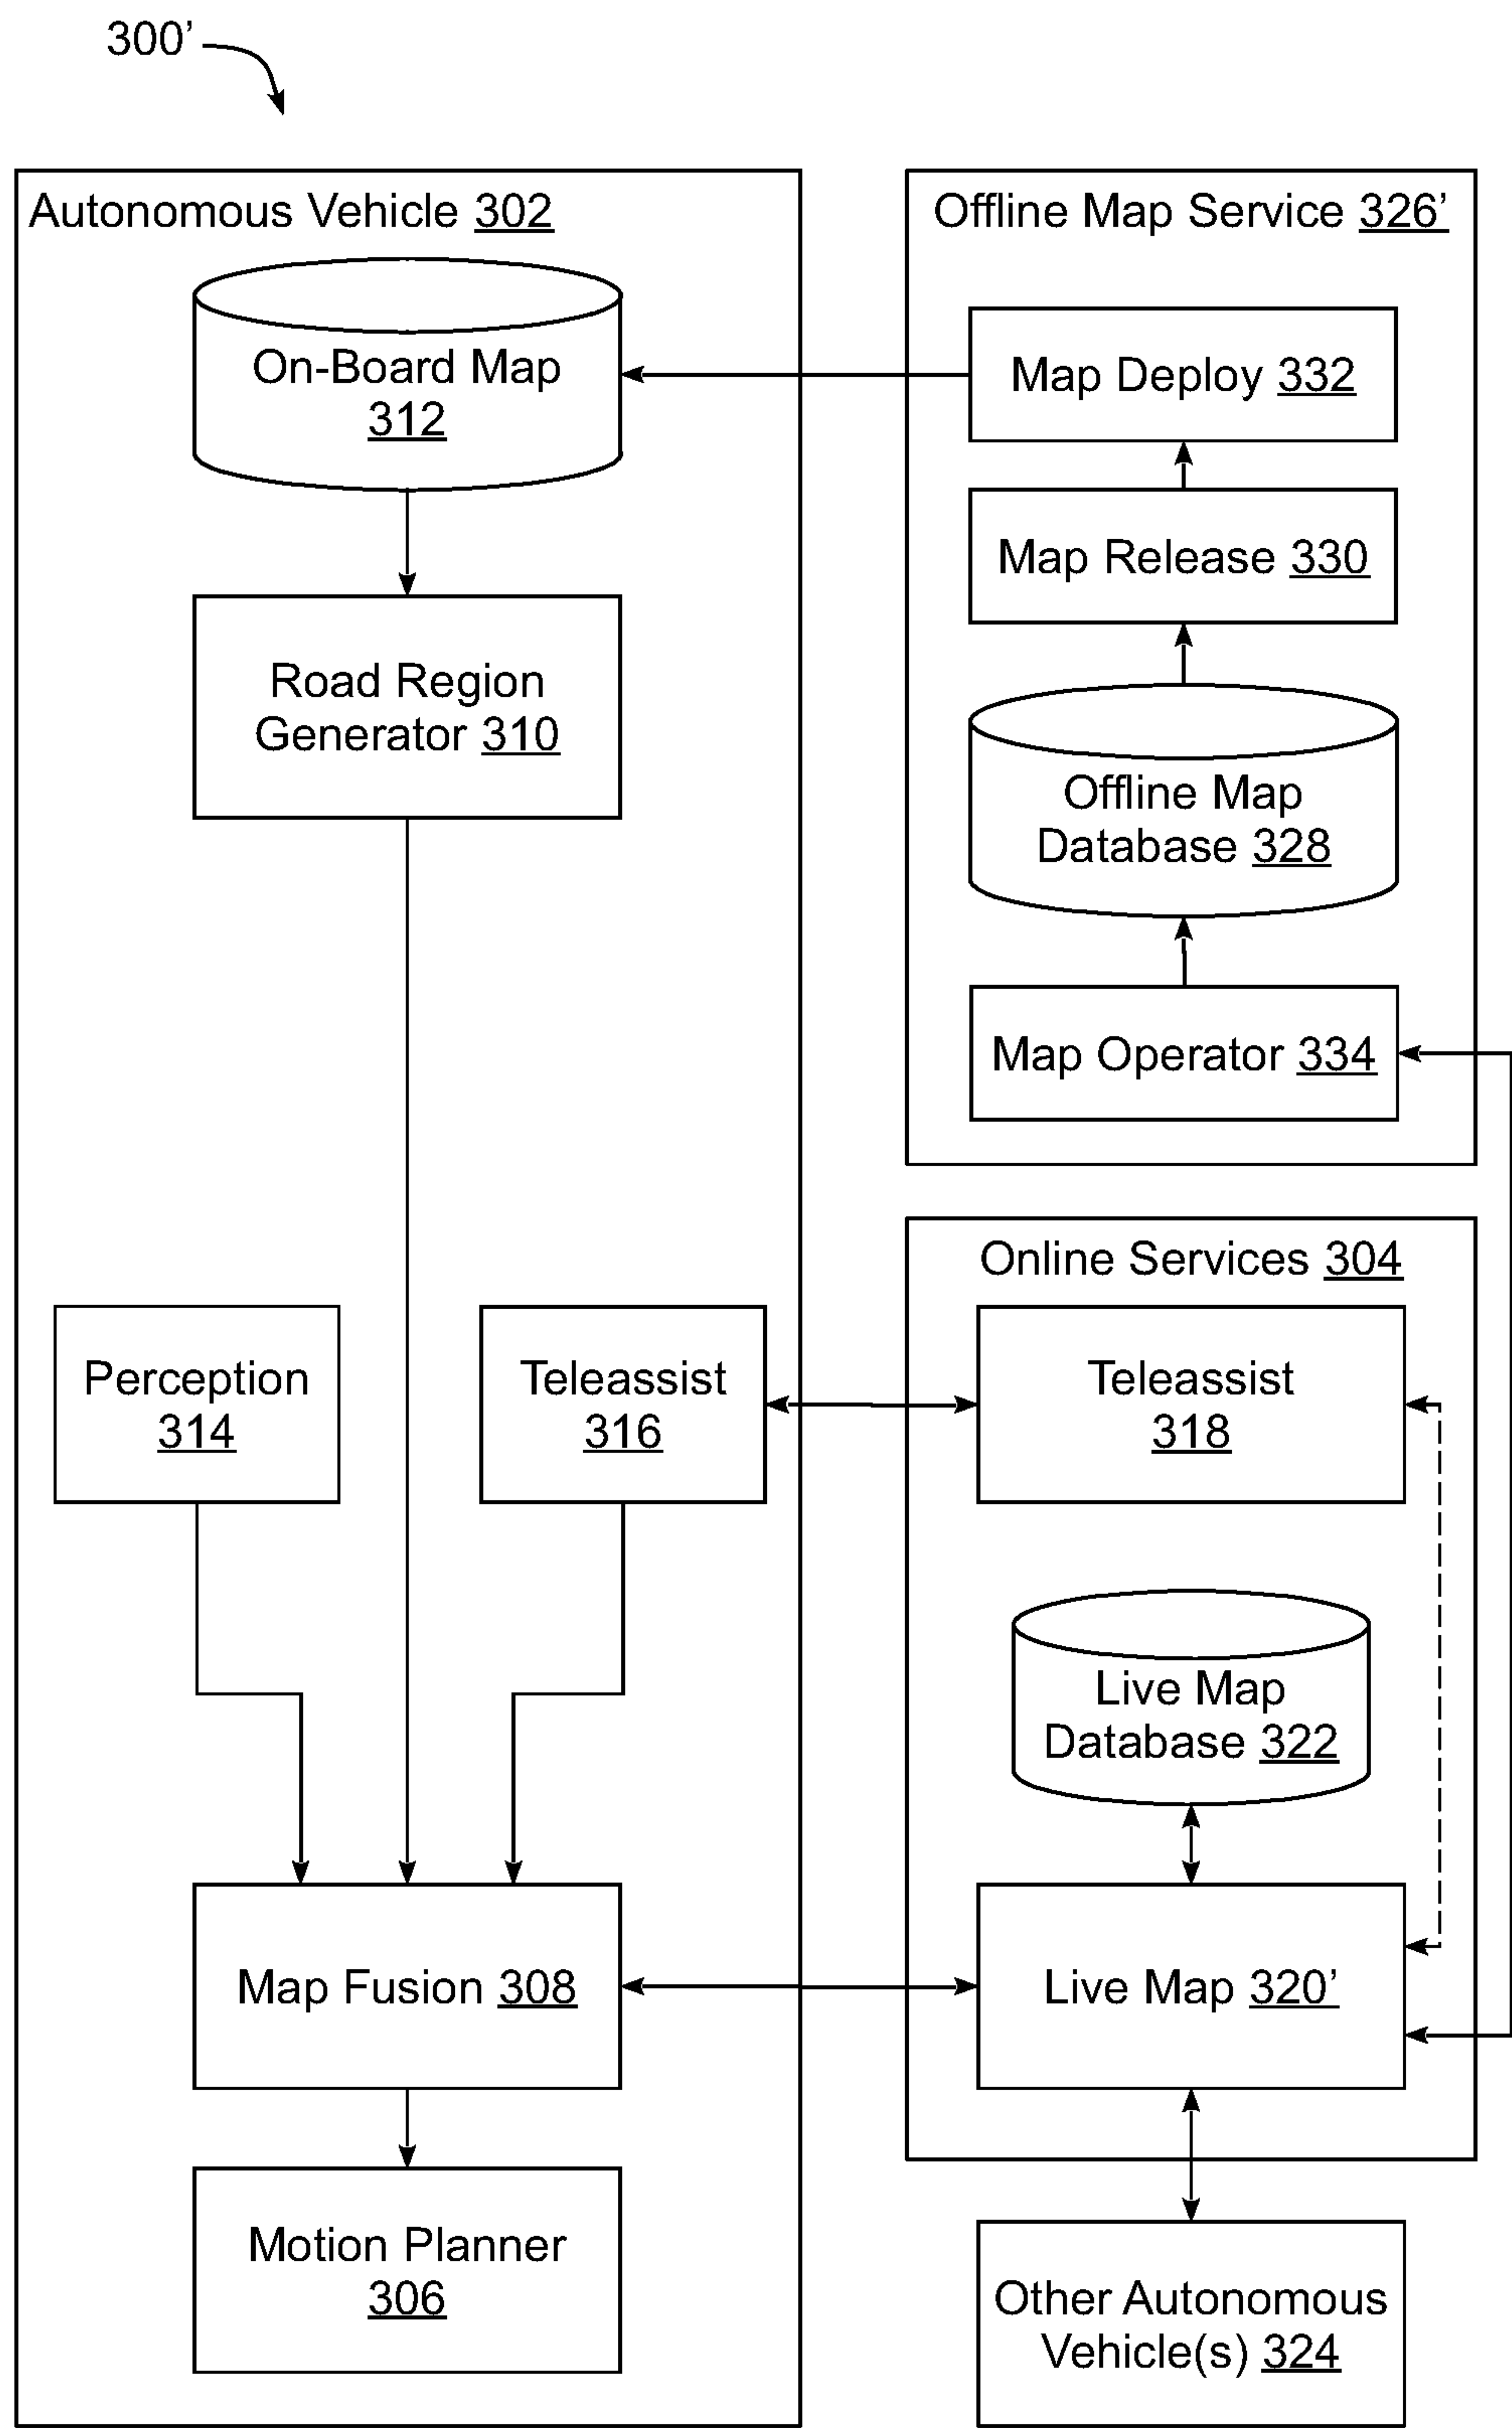 300’
Autonomous Vehicle 302
On-Board Map
312
Road Region
Generator 310
Perception
314
Teleassist
316
Map Fusion 308
Motion Planner
306
Offline Map Service 326’
Map Deploy 332
Map Release 330
Offline Map
Database 328
Map Operator 334
Online Services 304
Teleassist
318
Live Map
Database 322
Live Map 320’
Other Autonomous
Vehicle(s) 324